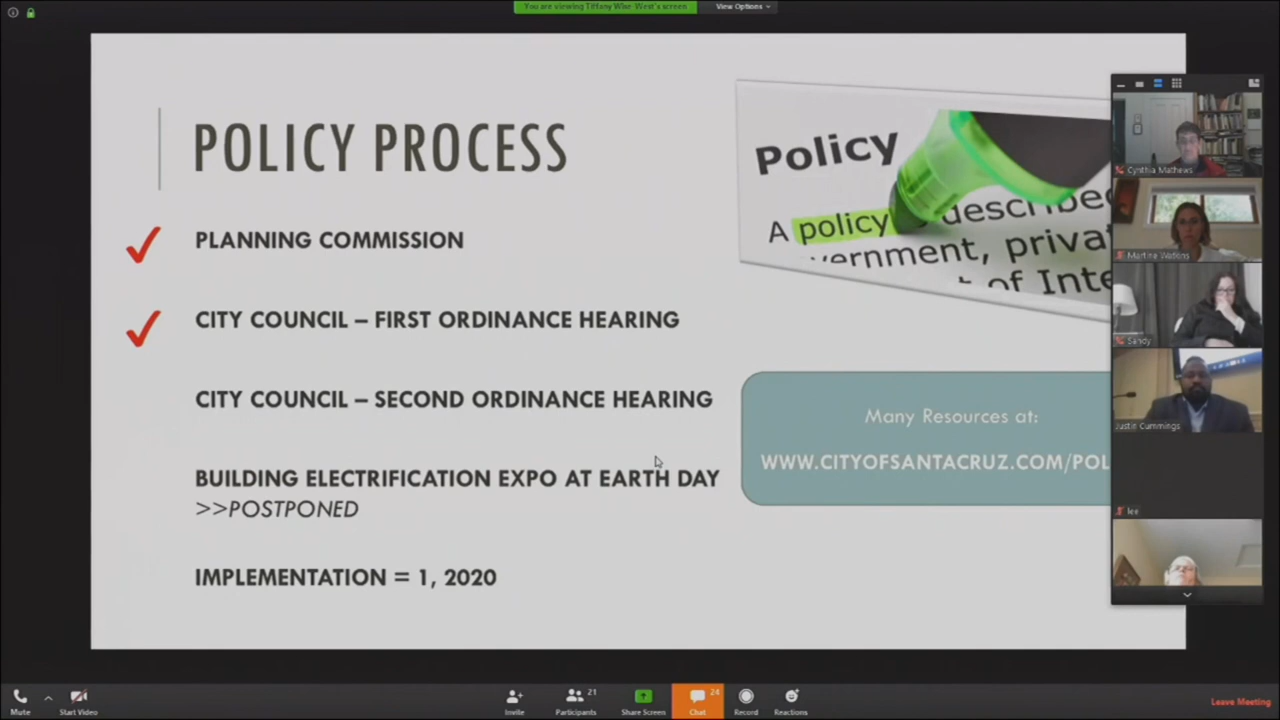 You are viewing Tiffany Wise-West's screen
View Options
POLICY PROCESS
PLANNING COMMISSION
CITY COUNCIL – FIRST ORDINANCE HEARING
CITY COUNCIL – SECOND ORDINANCE HEARING
BUILDING ELECTRIFICATION EXPO AT EARTH DAY
>>POSTPONED
IMPLEMENTATION = 1, 2020
Policy
A policy describe
vernment, priva
t of Inte
Many Resources at:
WWW.CITYOFSANTACRUZ.COM/POL
Cynthia Mathews
Martine Watkins
Sandy
Justin Cummings
lee
Mute
Start Video
Invite
Participants
21
Share Screen
Chat
24
Record
Reactions
Leave Meeting